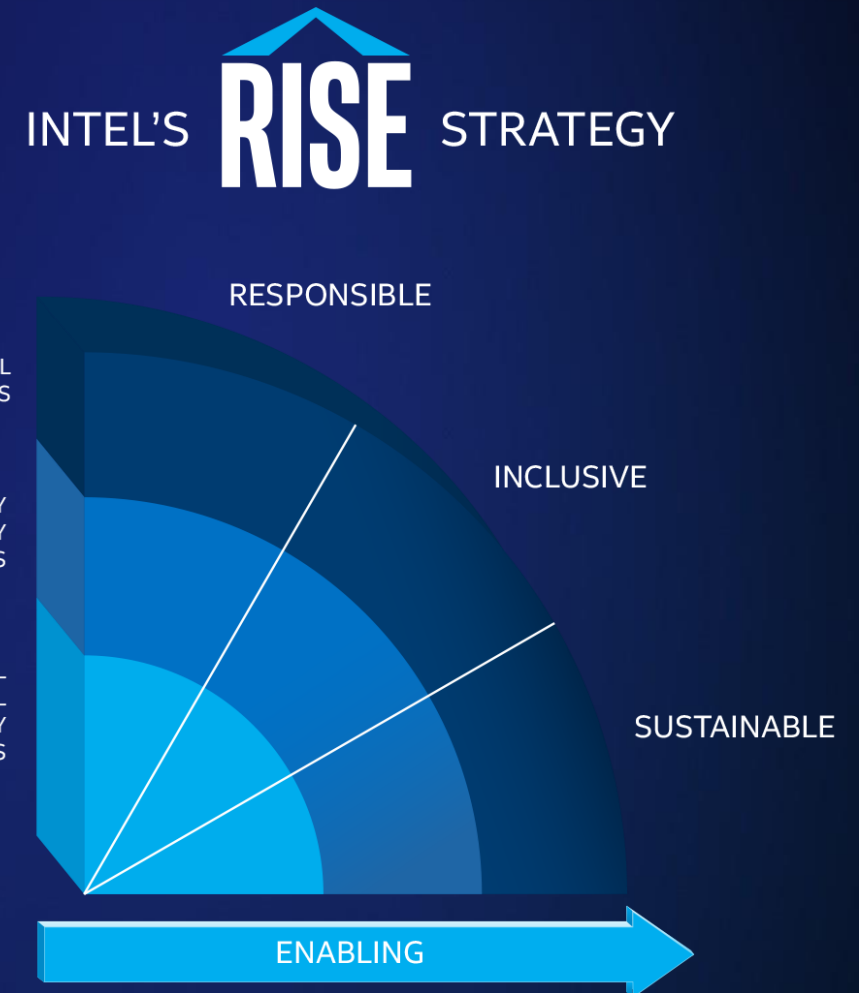 INTEL'S RISE STRATEGY
RESPONSIBLE
INCLUSIVE
SUSTAINABLE
ENABLING